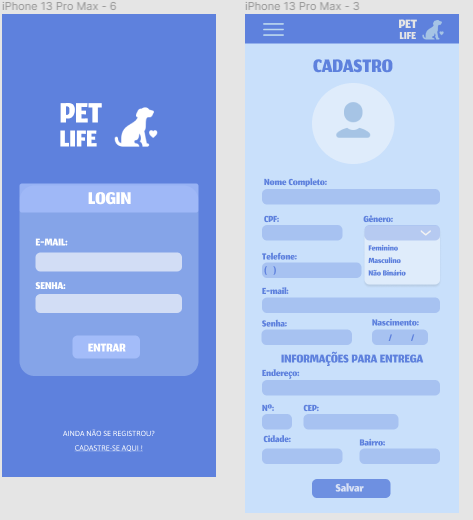 iPhone 13 Pro Max - 6
PET
LIFE
LOGIN
E-MAIL:
SENHA:
ENTRAR
AINDA NÃO SE REGISTROU?
CADASTRE-SE AQUI !
iPhone 13 Pro Max - 3
PET
LIFE
CADASTRO
Nome Completo:
CPF:
Gênero:
Feminino
Masculino
Não Binário
Telefone:
( )
E-mail:
Senha:
Nascimento:
/ /
INFORMAÇÕES PARA ENTREGA
Endereço:
Nº:
CEP:
Cidade:
Bairro:
Salvar